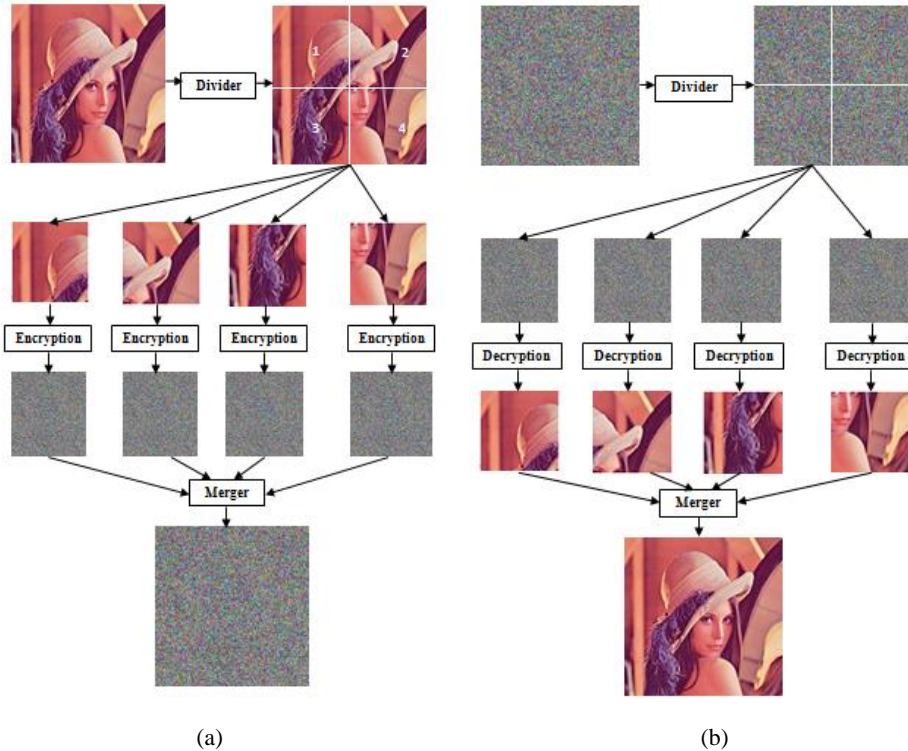 1 2
3 4
Divider
Encryption Encryption Encryption Encryption
Merger
(a)
Divider
Decryption Decryption Decryption Decryption
Merger
(b)